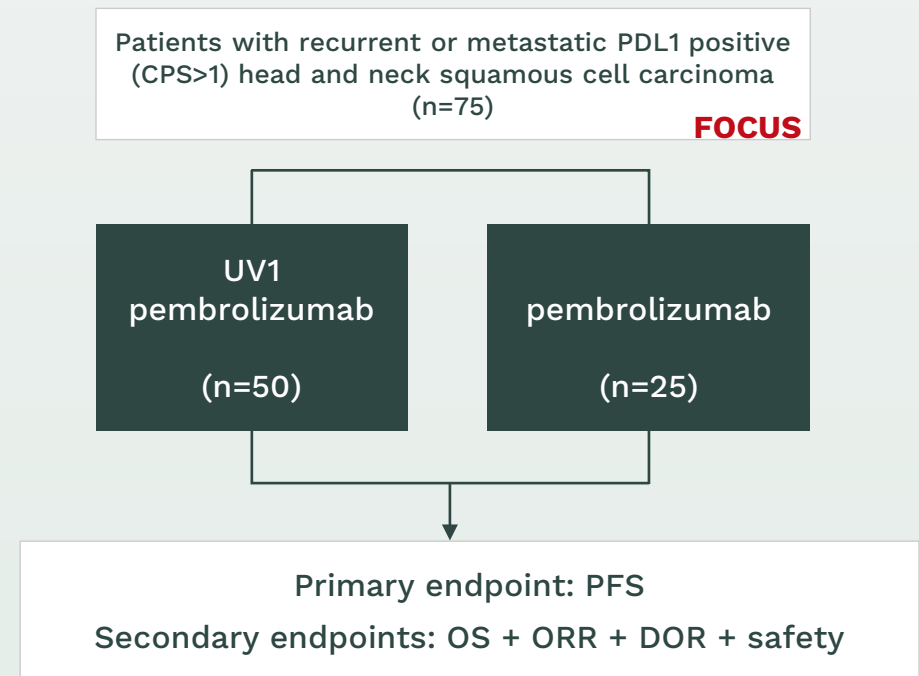 Patients with recurrent or metastatic PDL1 positive
(CPS>1) head and neck squamous cell carcinoma
(n=75)
FOCUS
UV1
pembrolizumab
(n=50)
pembrolizumab
(n=25)
Primary endpoint: PFS
Secondary endpoints: OS + ORR + DOR + safety